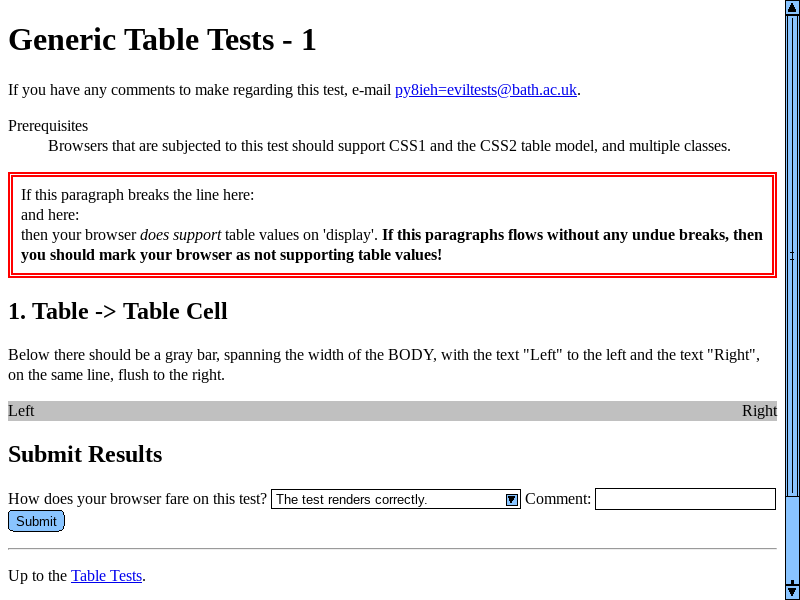 Generic Table Tests - 1
If you have any comments to make regarding this test, e-mail py8ieh=eviltests@bath.ac.uk.
Prerequisites
Browsers that are subjected to this test should support CSS1 and the CSS2 table model, and multiple classes.
If this paragraph breaks the line here:
and here:
then your browser does support table values on 'display'. If this paragraphs flows without any undue breaks, then
you should mark your browser as not supporting table values!
1. Table -> Table Cell
Below there should be a gray bar, spanning the width of the BODY, with the text "Left" to the left and the text "Right",
on the same line, flush to the right.
Left Right
Submit Results
How does your browser fare on this test? The test renders correctly. Comment:
Submit
Up to the Table Tests.